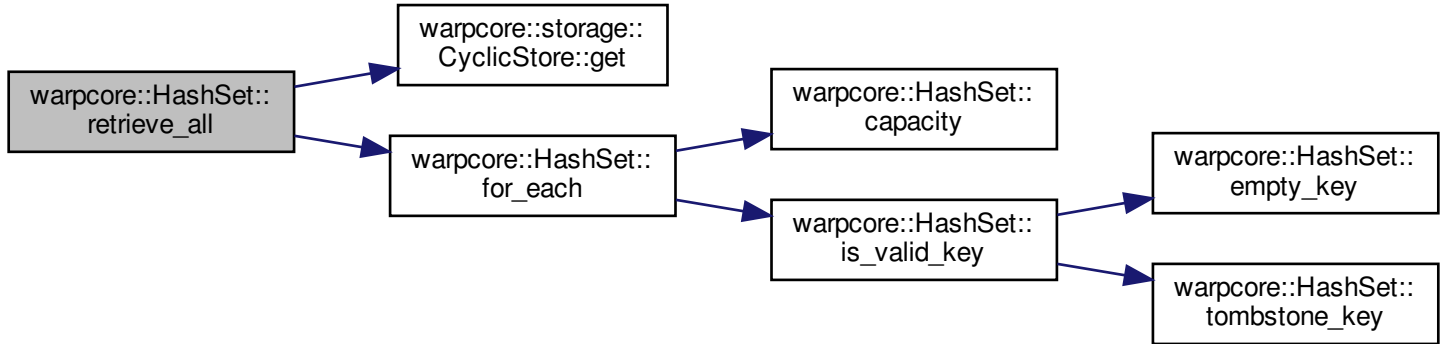 warpcore::HashSet::
retrieve_all
warpcore::storage::
CyclicStore::get
warpcore::HashSet::
for_each
warpcore::HashSet::
capacity
warpcore::HashSet::
is_valid_key
warpcore::HashSet::
empty_key
warpcore::HashSet::
tombstone_key